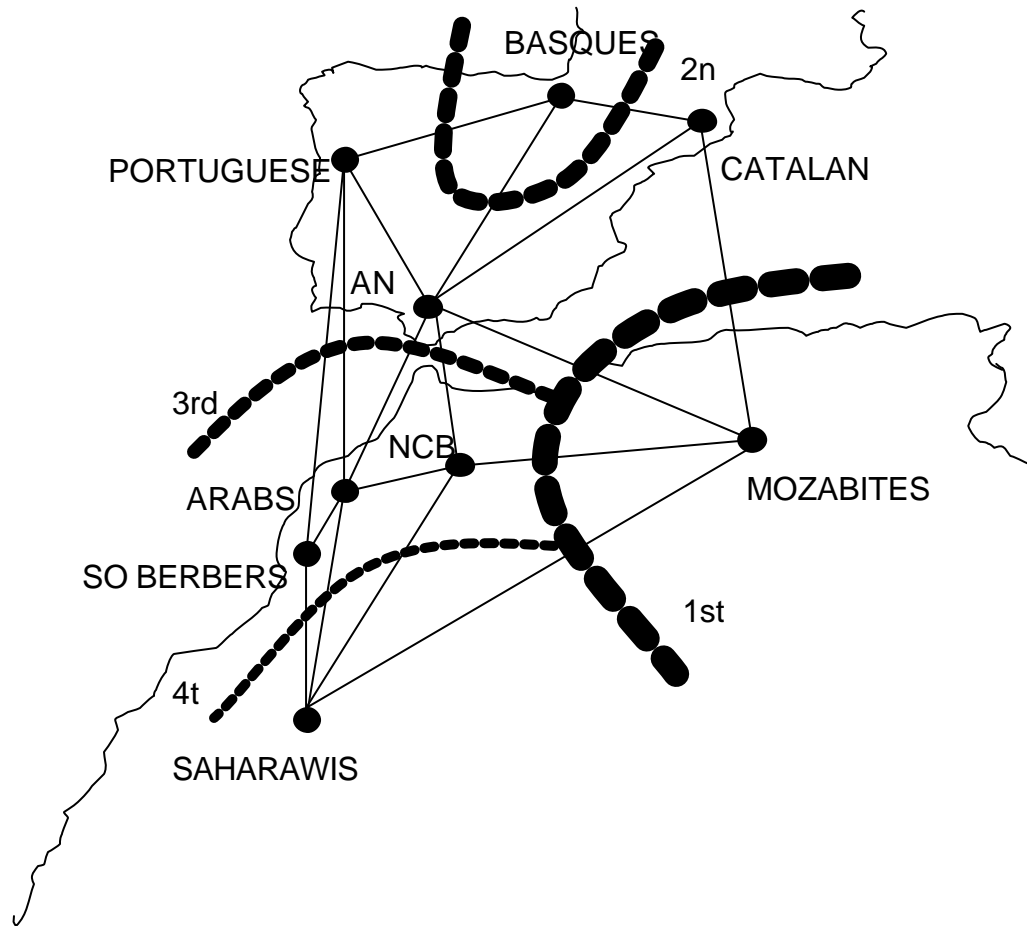 BASQUES
2n
PORTUGUESE
CATALAN
AN
3rd
NCB
ARABS
MOZABITES
SO BERBERS
1st
4t
SAHARAWIS